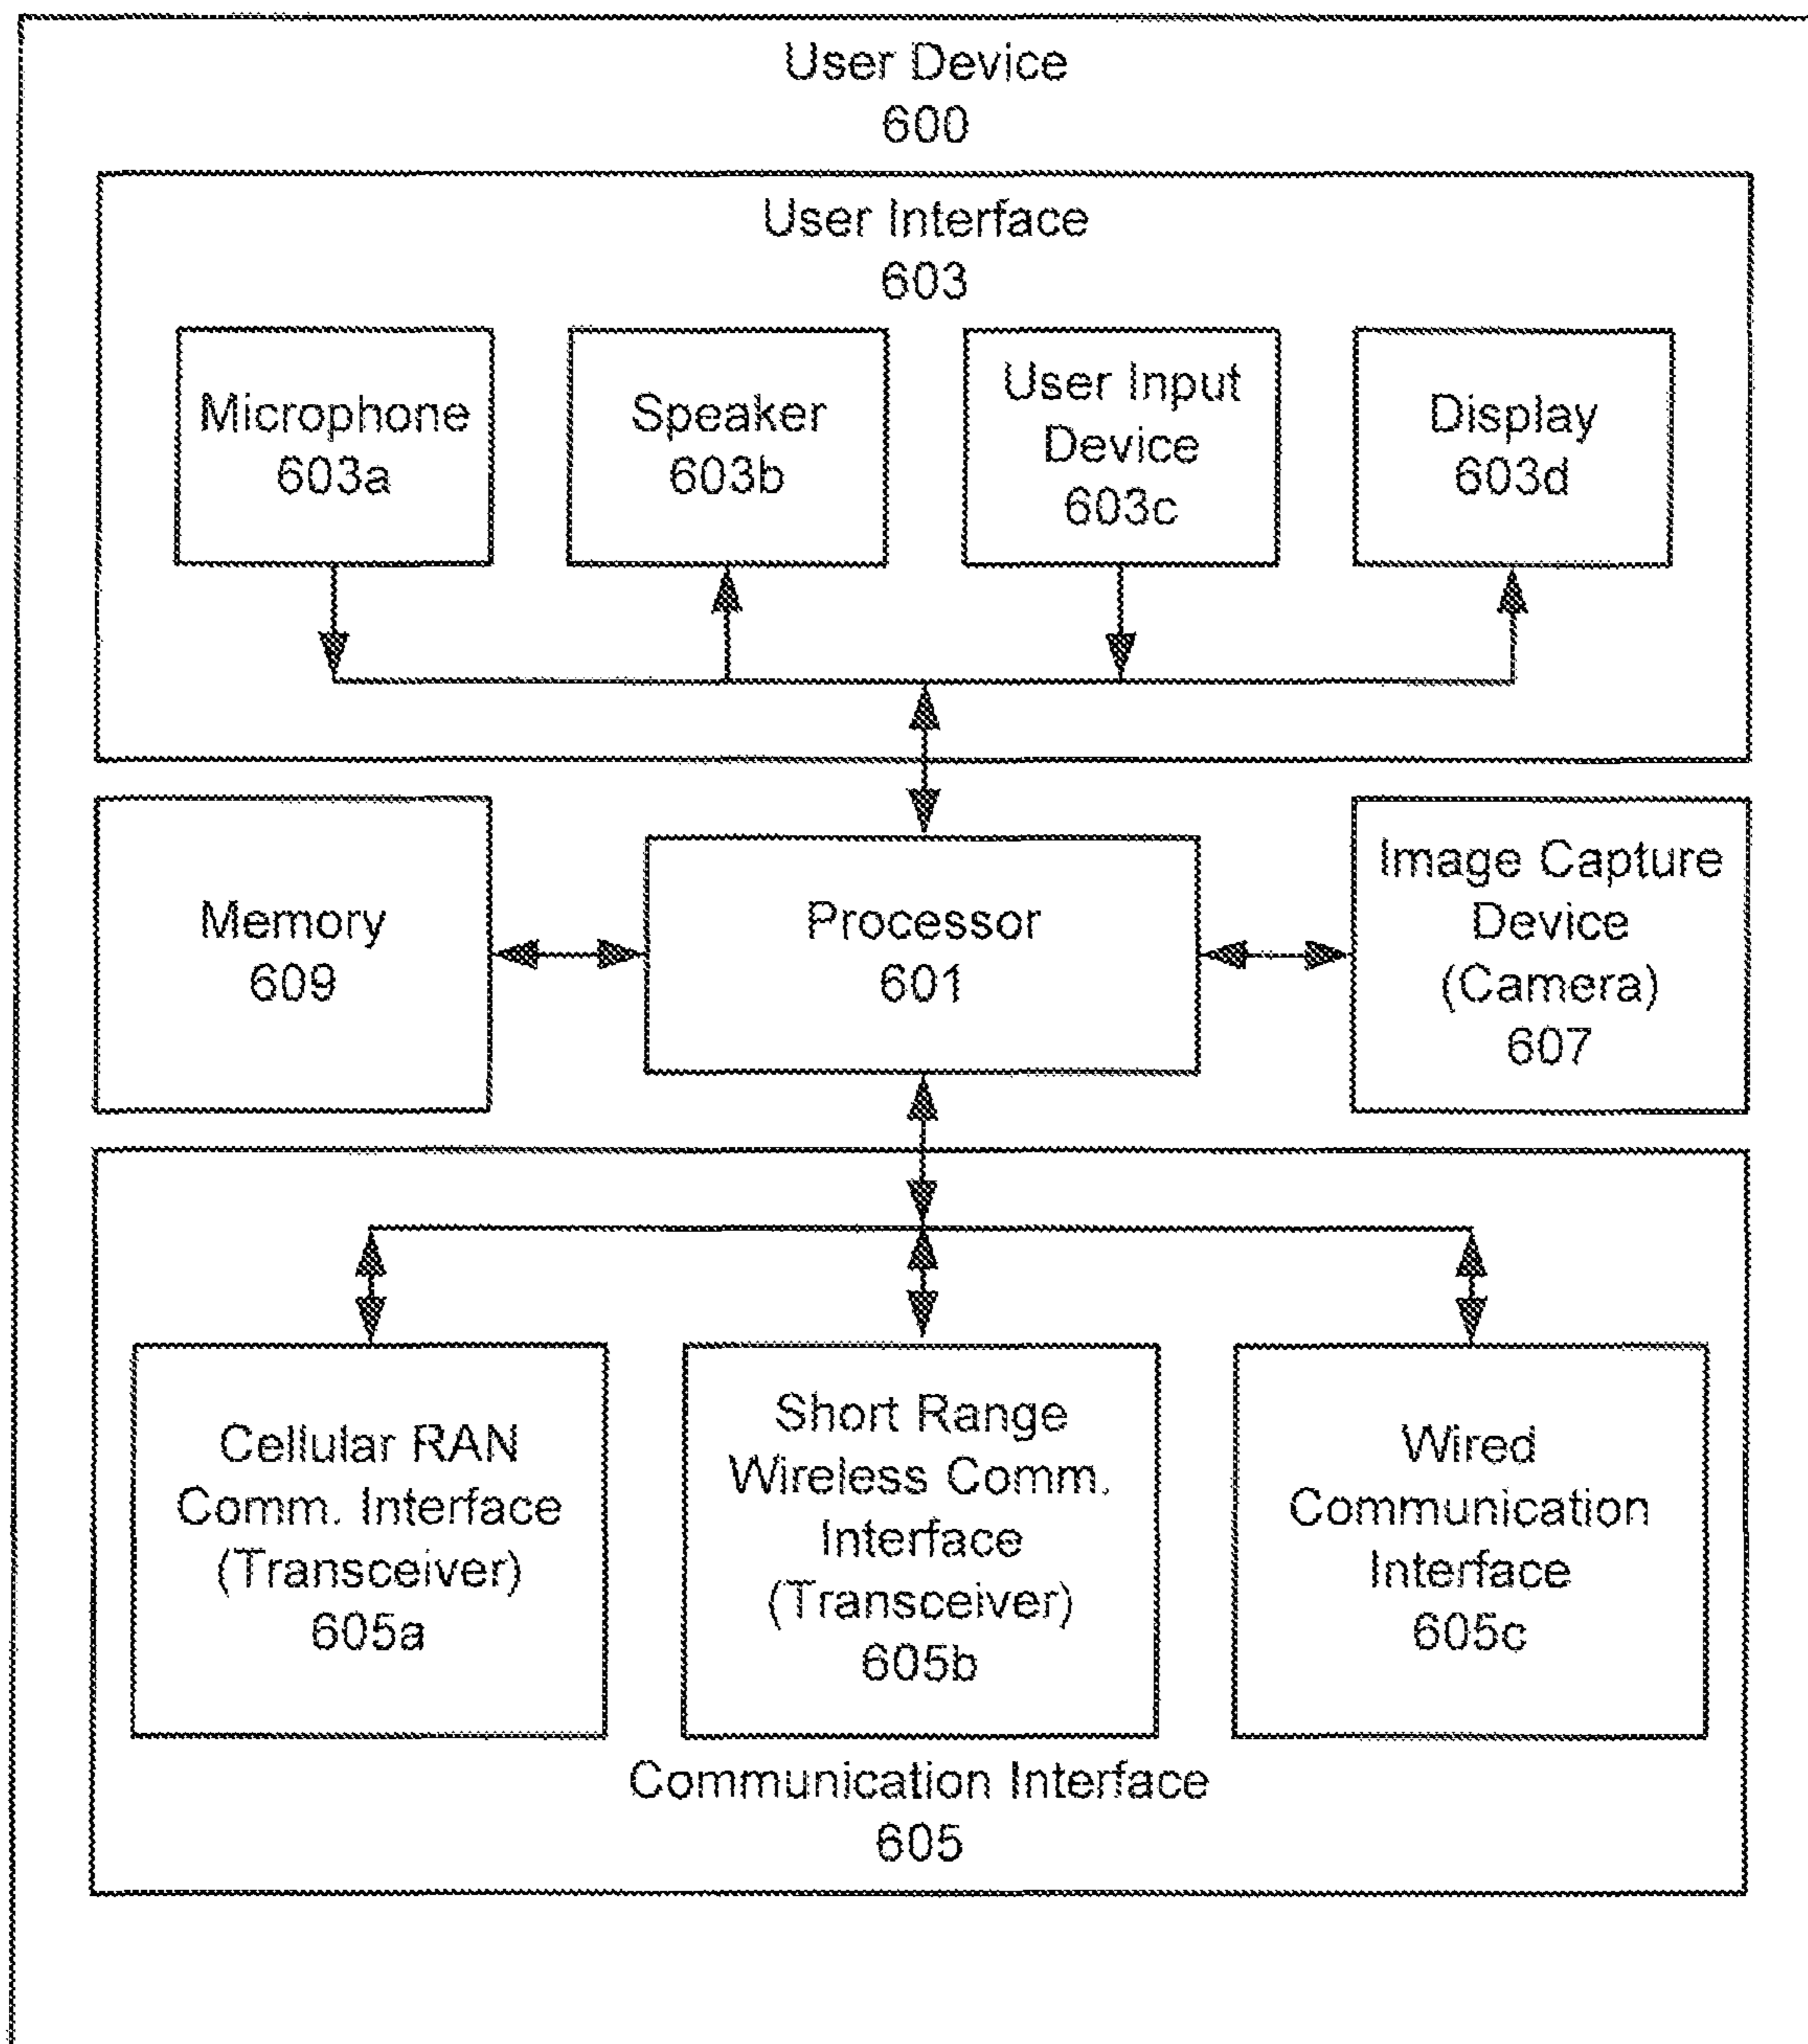 User Device
600
User Interface
603
Microphone
603a
Speaker
603b
User Input
Device
603c
Display
603d
Memory
609
Processor
601
Image Capture
Device
(Camera)
607
Cellular RAN
Comm. Interface
(Transceiver)
605a
Short Range
Wireless Comm.
Interface
(Transceiver)
605b
Wired
Communication
Interface
605c
Communication Interface
605